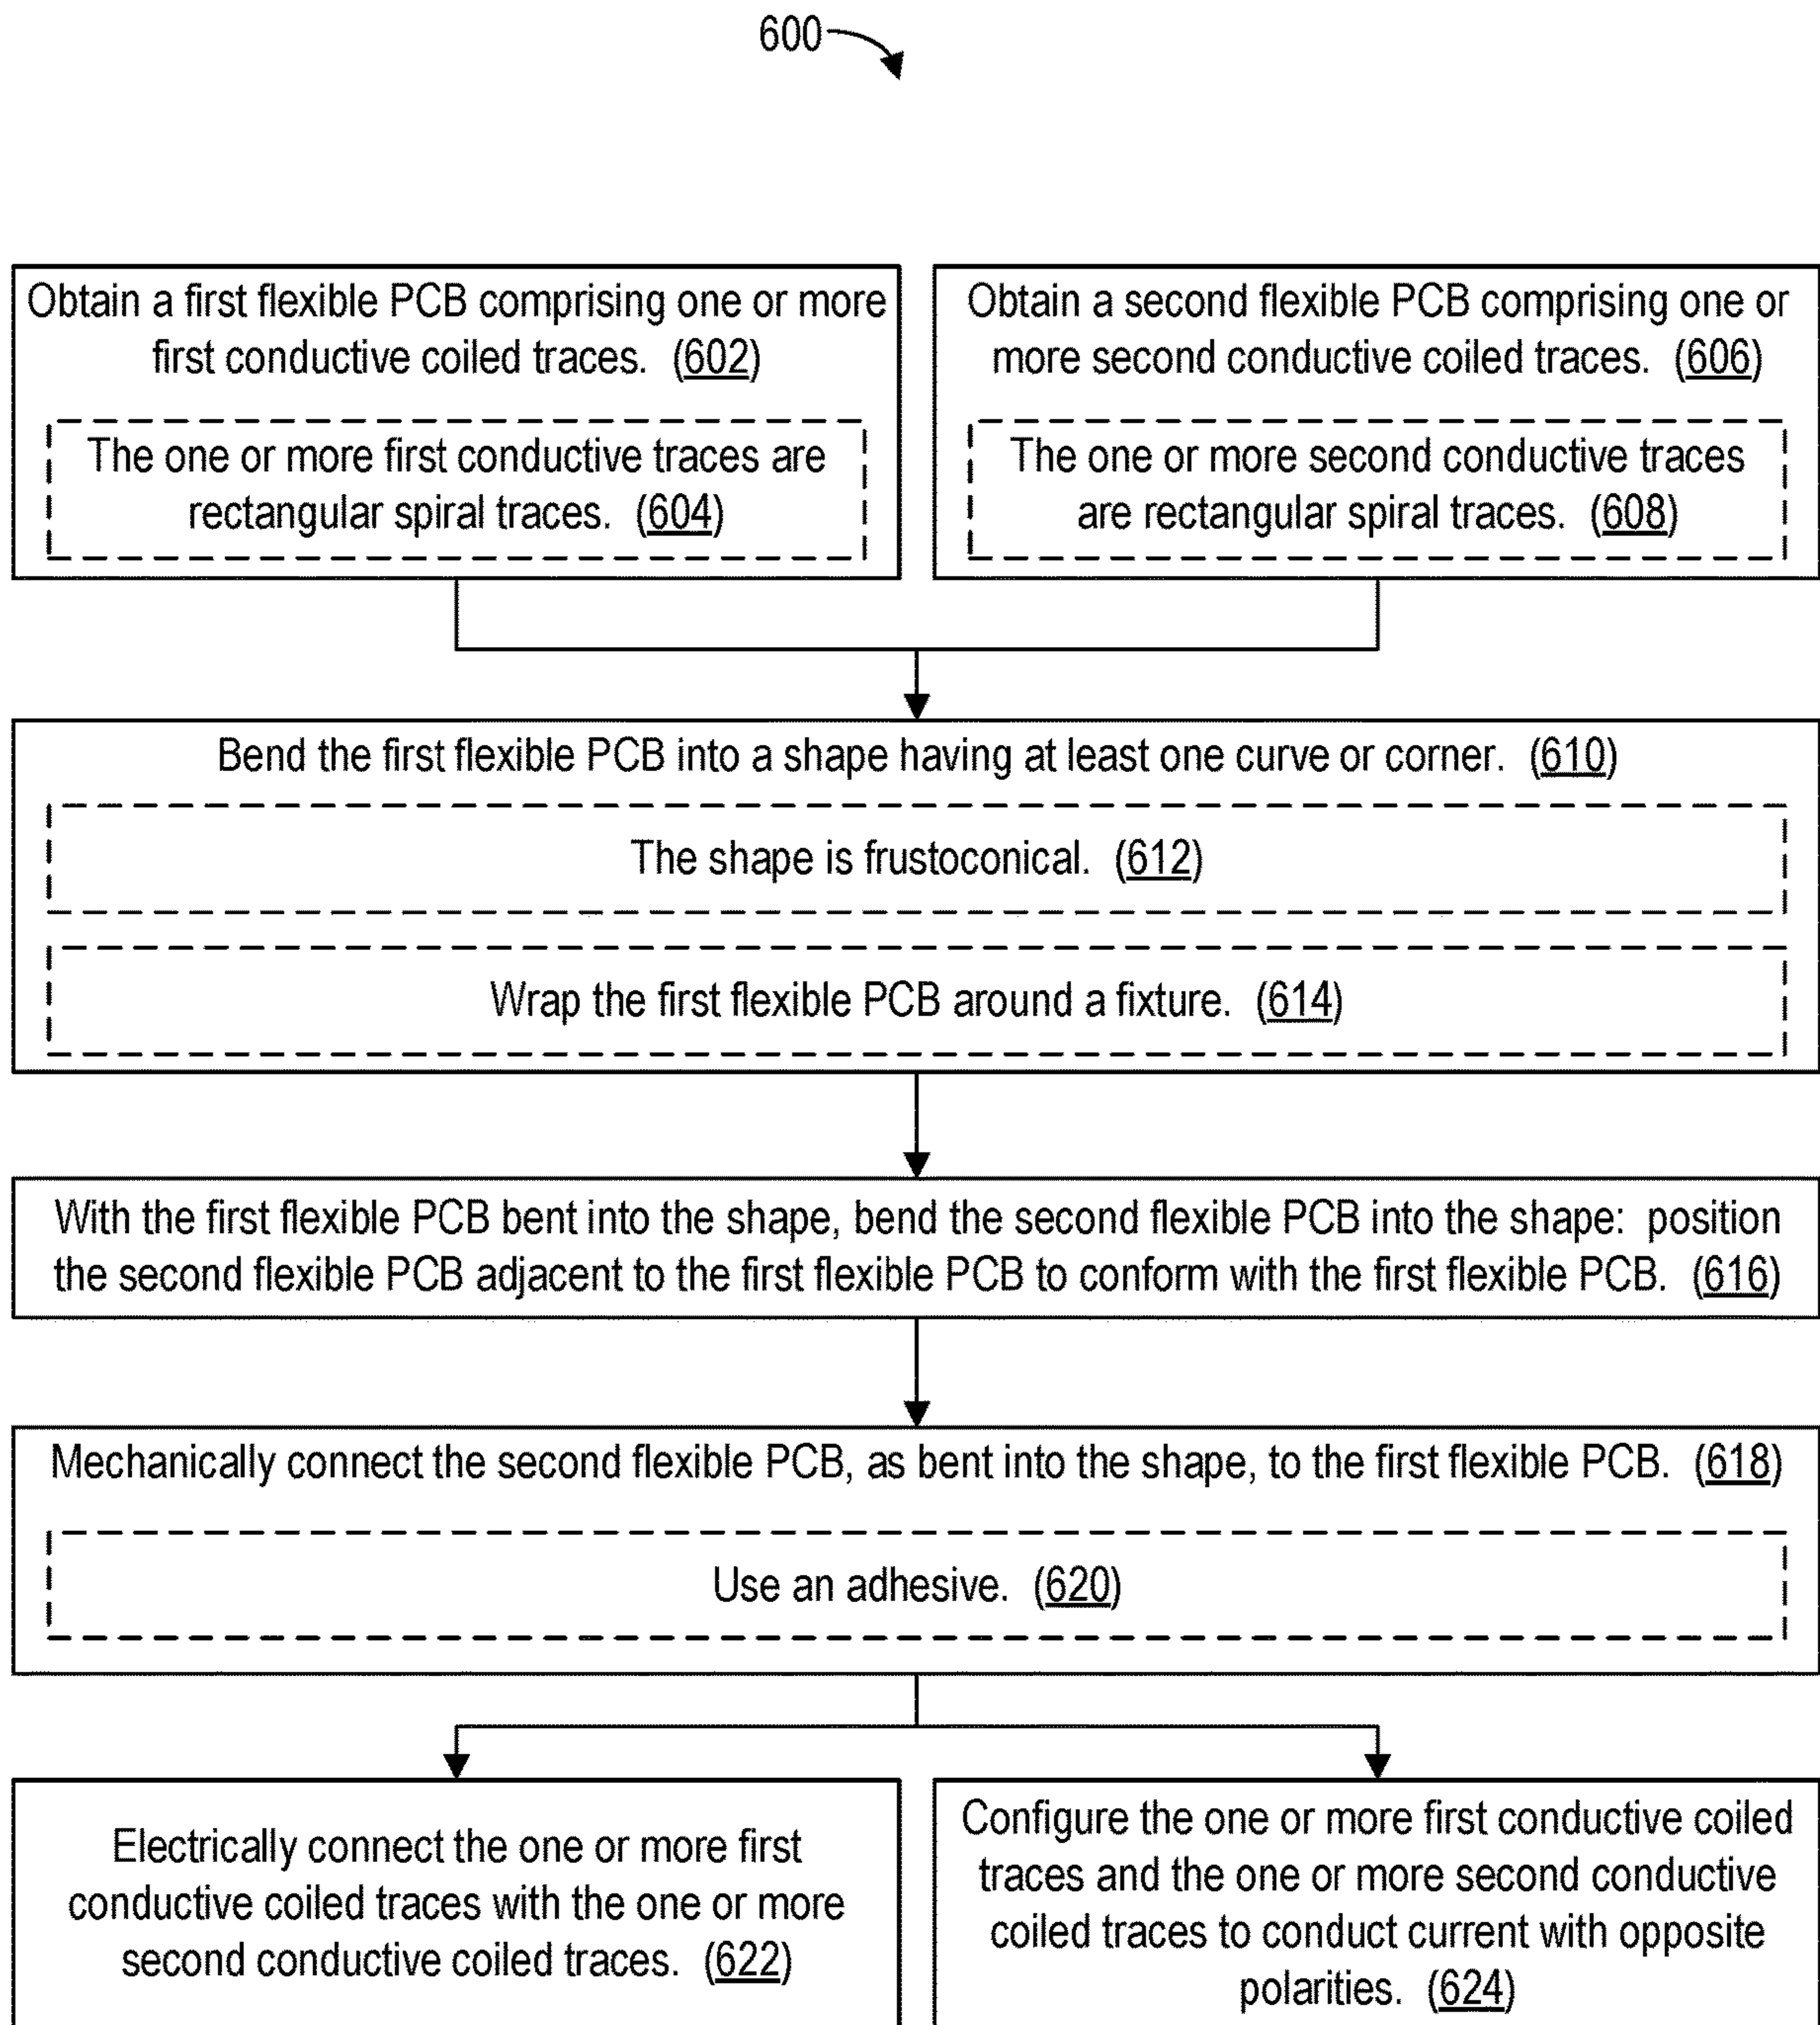 600
Obtain a first flexible PCB comprising one or more
first conductive coiled traces. (602)
The one or more first conductive traces are
rectangular spiral traces. (604)
Obtain a second flexible PCB comprising one or
more second conductive coiled traces. (606)
The one or more second conductive traces
are rectangular spiral traces. (608)
Bend the first flexible PCB into a shape having at least one curve or corner. (610)
The shape is frustoconical. (612)
Wrap the first flexible PCB around a fixture. (614)
With the first flexible PCB bent into the shape, bend the second flexible PCB into the shape: position
the second flexible PCB adjacent to the first flexible PCB to conform with the first flexible PCB. (616)
Mechanically connect the second flexible PCB, as bent into the shape, to the first flexible PCB. (618)
Use an adhesive. (620)
Electrically connect the one or more first
conductive coiled traces with the one or more
second conductive coiled traces. (622)
Configure the one or more first conductive coiled
traces and the one or more second conductive
coiled traces to conduct current with opposite
polarities. (624)